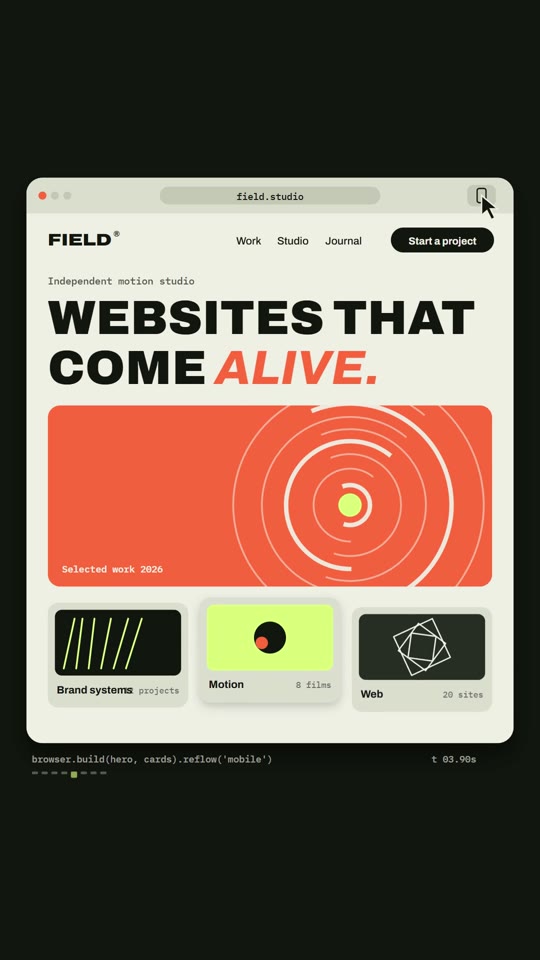 field.studio
FIELD®
Work Studio Journal Start a project
Independent motion studio
WEBSITES THAT
COME ALIVE.
Selected work 2026
Brand systems projects
Motion 8 films
Web 20 sites
browser.build(hero, cards).reflow('mobile') t 03.90s